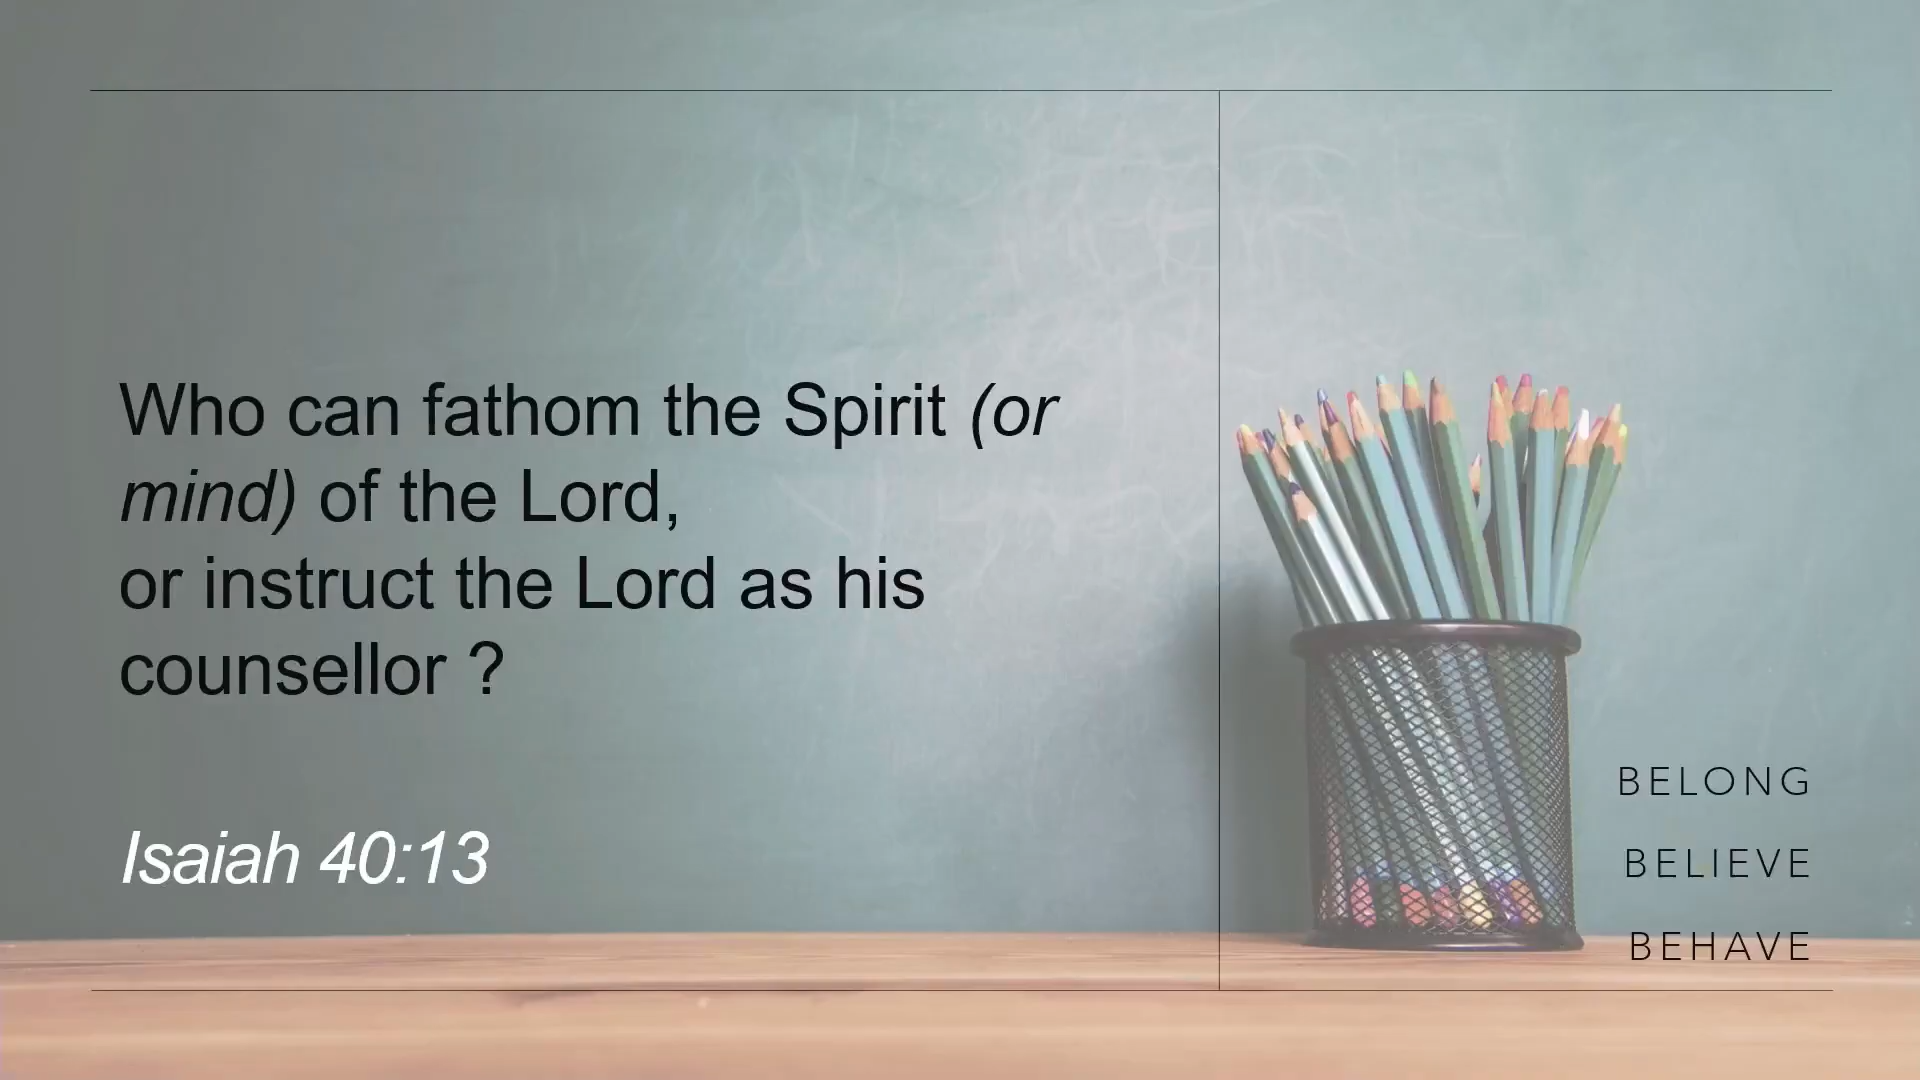 Who can fathom the Spirit (or
mind) of the Lord,
or instruct the Lord as his
counsellor ?
Isaiah 40:13
BELONG
BELIEVE
BEHAVE